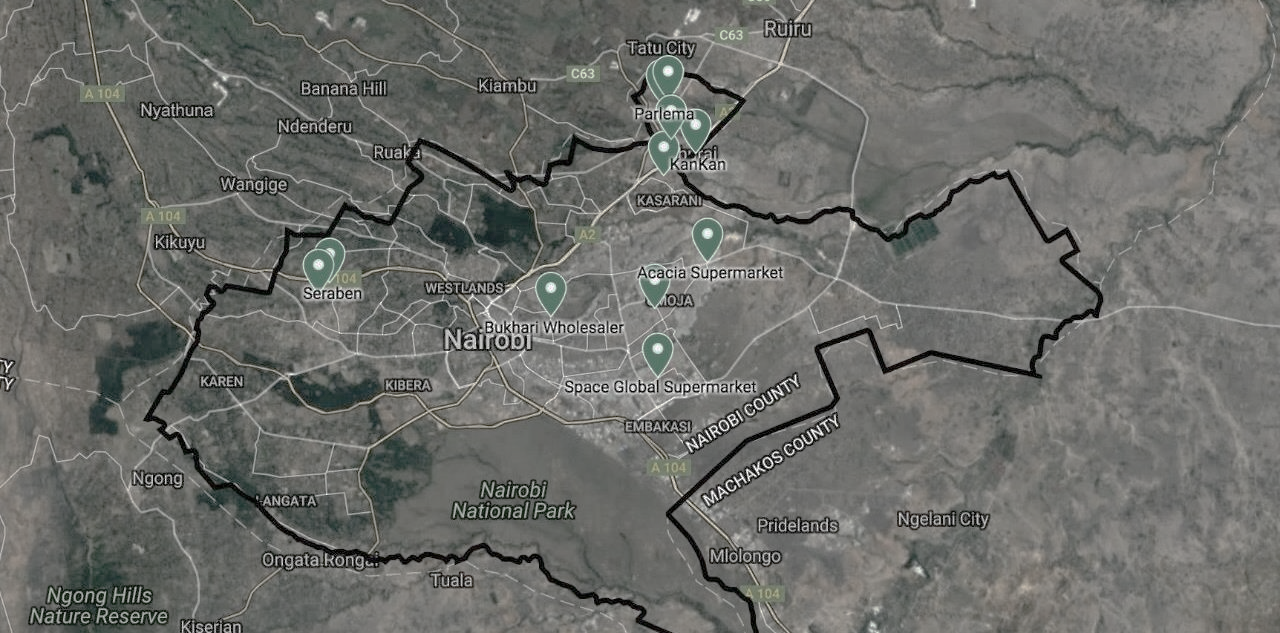 Ruiru
C63
Tatu City
C63
Kiambu
Banana Hill
A 104
Nyathuna
Parlema
Ndenderu
Ruaka
KanKan
Wangige
KASARANI
A 104
A2
Kikuyu
Acacia Supermarket
104
Seraben
WESTLANDS
MOJA
Bukhari Wholesaler
Nairobi
KAREN
KIBERA
Space Global Supermarket
NAIROBI COUNTY
EMBAKASI
MACHAKOS COUNTY
A 104
Ngong
Nairobi
National Park
LANGATA
Ngelani City
Pridelands
Mlolongo
Ongata Rongai
Tuala
A 104
Ngong Hills
Nature Reserve
Kiserian